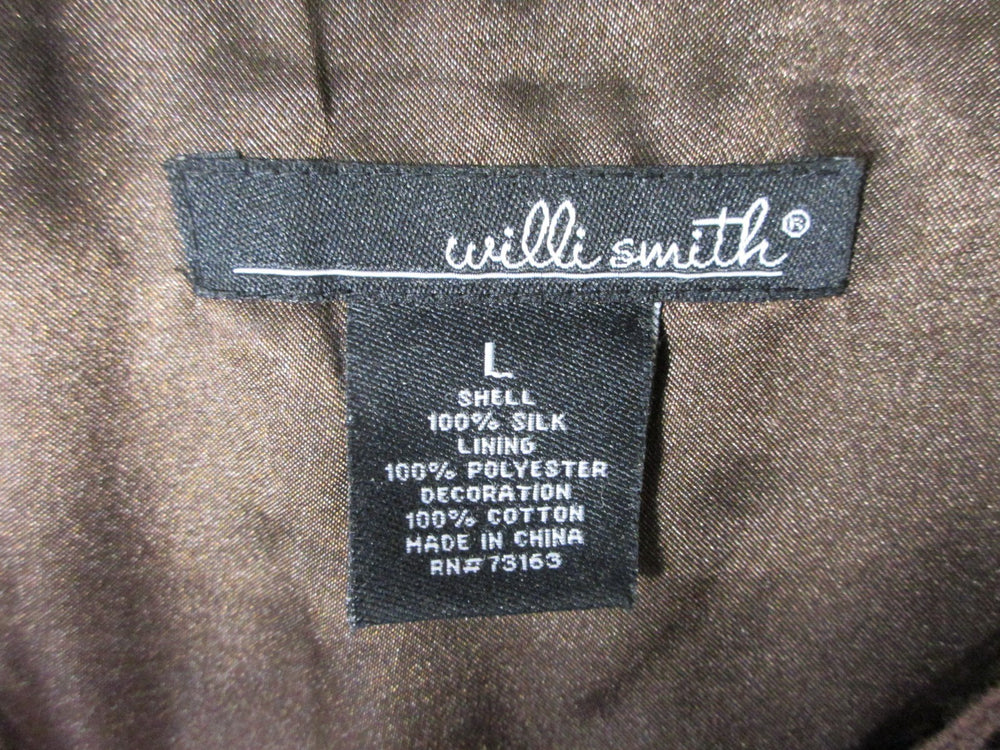 willi smith®
L
SHELL
100% SILK
LINING
100% POLYESTER
DECORATION
100% COTTON
MADE IN CHINA
RN# 73163